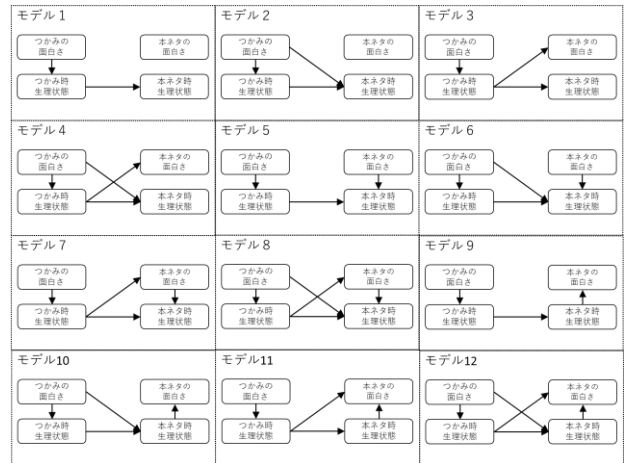 モデル 1
つかみの
面白さ
本ネタの
面白さ
つかみ時
生理状態
本ネタ時
生理状態
モデル 2
つかみの
面白さ
本ネタの
面白さ
つかみ時
生理状態
本ネタ時
生理状態
モデル 3
つかみの
面白さ
本ネタの
面白さ
つかみ時
生理状態
本ネタ時
生理状態
モデル 4
つかみの
面白さ
本ネタの
面白さ
つかみ時
生理状態
本ネタ時
生理状態
モデル 5
つかみの
面白さ
本ネタの
面白さ
つかみ時
生理状態
本ネタ時
生理状態
モデル 6
つかみの
面白さ
本ネタの
面白さ
つかみ時
生理状態
本ネタ時
生理状態
モデル 7
つかみの
面白さ
本ネタの
面白さ
つかみ時
生理状態
本ネタ時
生理状態
モデル 8
つかみの
面白さ
本ネタの
面白さ
つかみ時
生理状態
本ネタ時
生理状態
モデル 9
つかみの
面白さ
本ネタの
面白さ
つかみ時
生理状態
本ネタ時
生理状態
モデル10
つかみの
面白さ
本ネタの
面白さ
つかみ時
生理状態
本ネタ時
生理状態
モデル11
つかみの
面白さ
本ネタの
面白さ
つかみ時
生理状態
本ネタ時
生理状態
モデル12
つかみの
面白さ
本ネタの
面白さ
つかみ時
生理状態
本ネタ時
生理状態